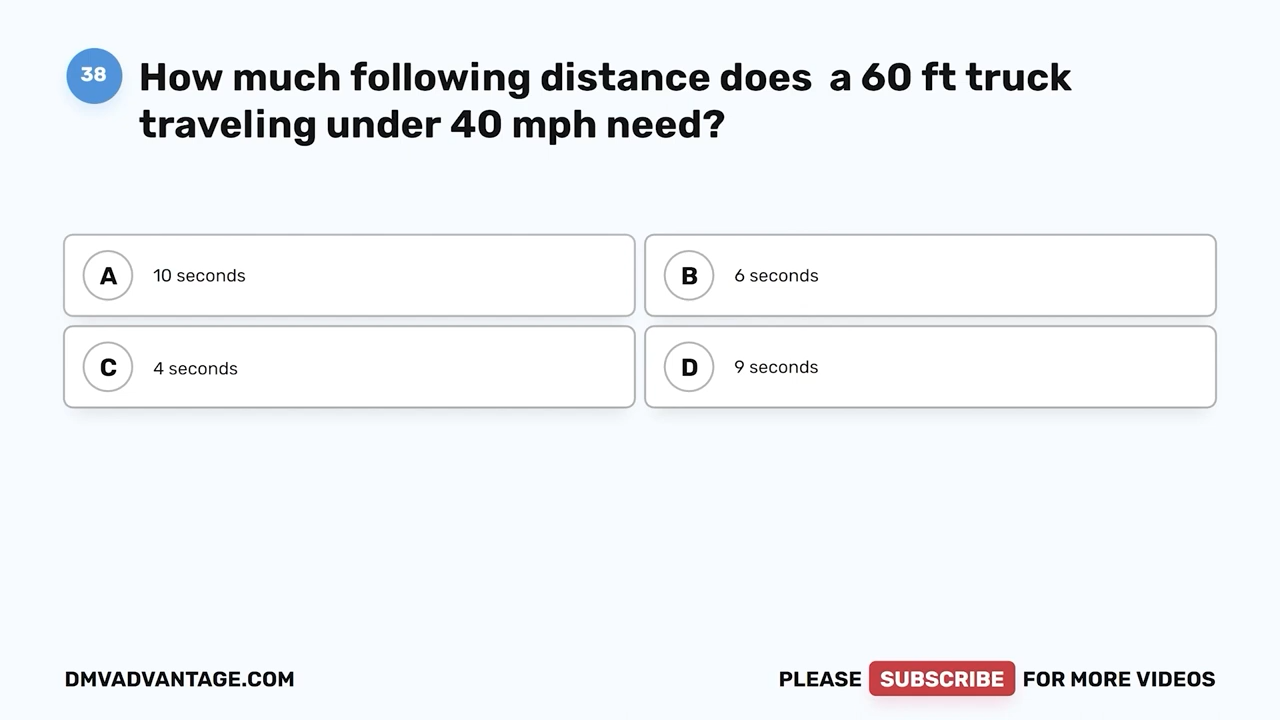 38
How much following distance does  a 60 ft truck
traveling under 40 mph need?
A 10 seconds
B 6 seconds
C 4 seconds
D 9 seconds
DMVADVANTAGE.COM
PLEASE SUBSCRIBE FOR MORE VIDEOS